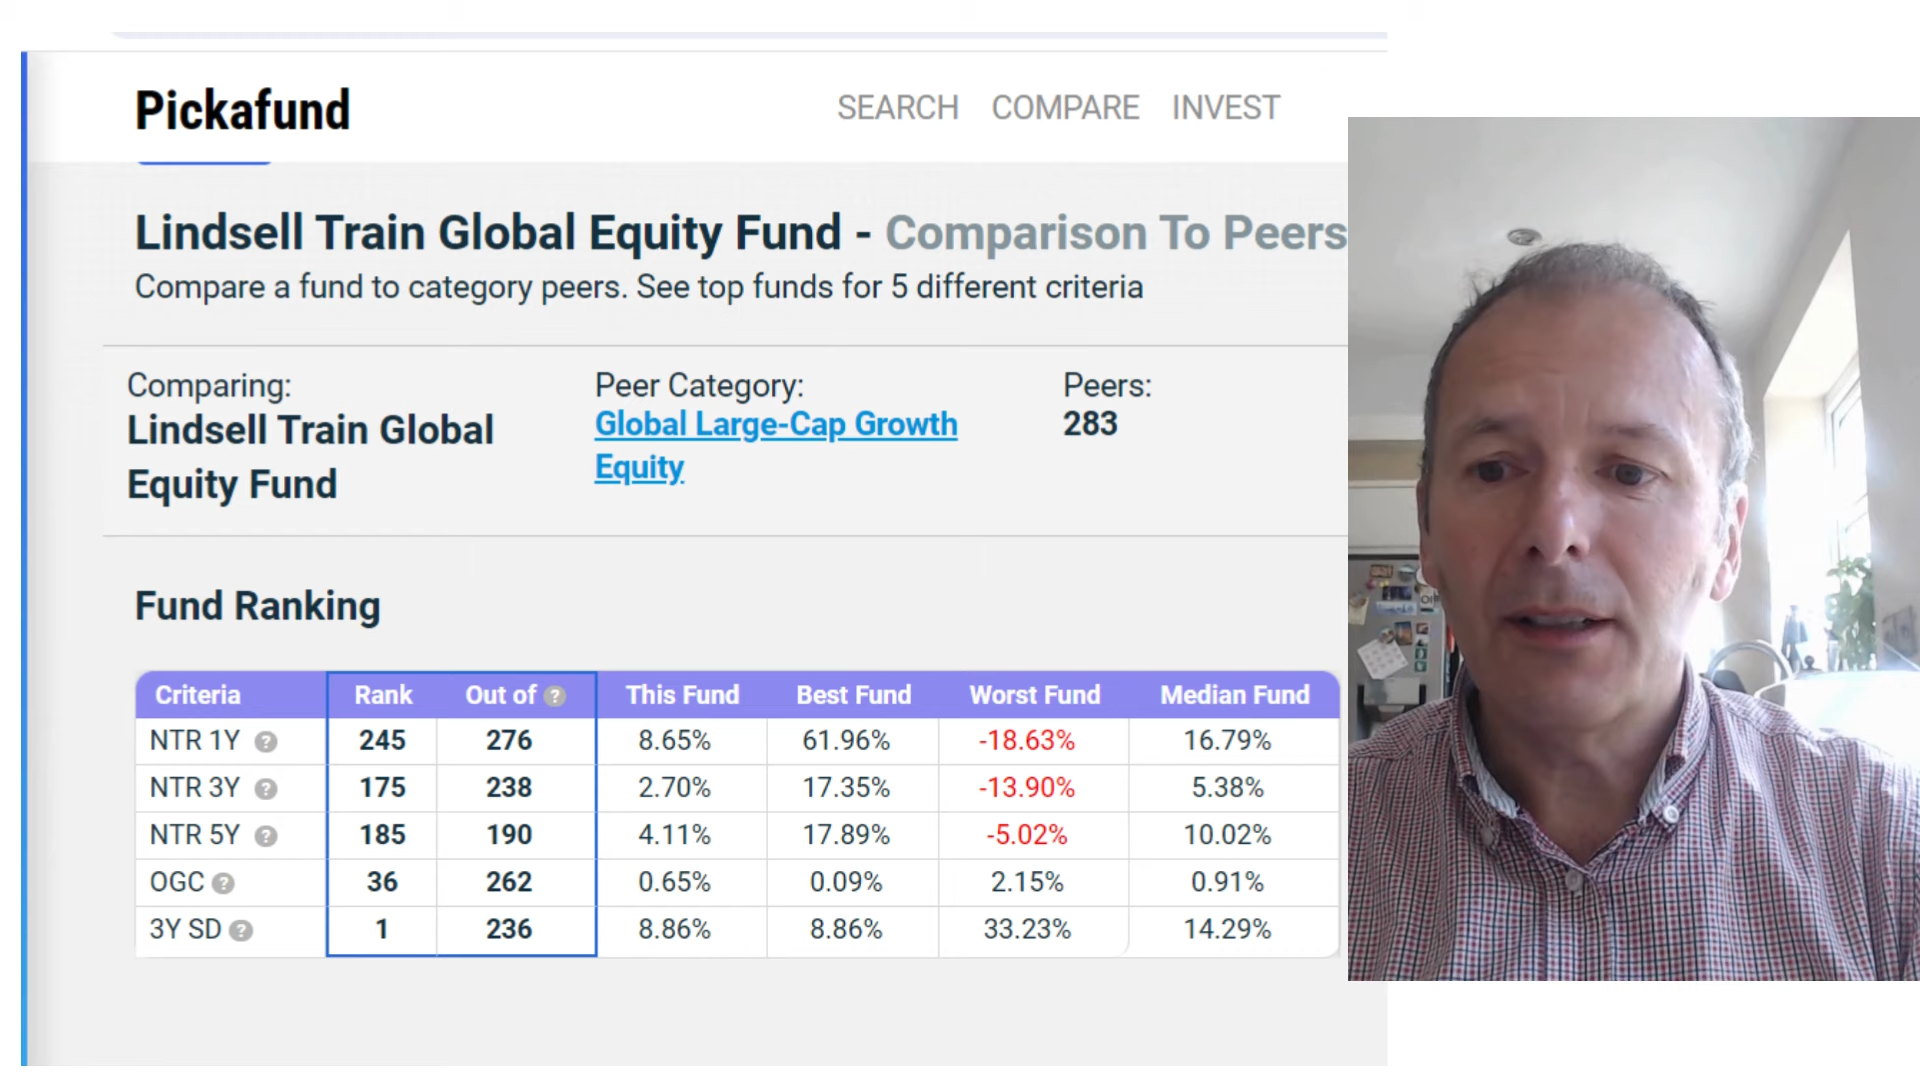 Pickafund
SEARCH COMPARE INVEST
Lindsell Train Global Equity Fund - Comparison To Peers
Compare a fund to category peers. See top funds for 5 different criteria
Comparing:
Lindsell Train Global
Equity Fund
Peer Category:
Global Large-Cap Growth
Equity
Peers:
283
Fund Ranking
Criteria Rank Out of ? This Fund Best Fund Worst Fund Median Fund
NTR 1Y ? 245 276 8.65% 61.96% -18.63% 16.79%
NTR 3Y ? 175 238 2.70% 17.35% -13.90% 5.38%
NTR 5Y ? 185 190 4.11% 17.89% -5.02% 10.02%
OGC ? 36 262 0.65% 0.09% 2.15% 0.91%
3Y SD ? 1 236 8.86% 8.86% 33.23% 14.29%